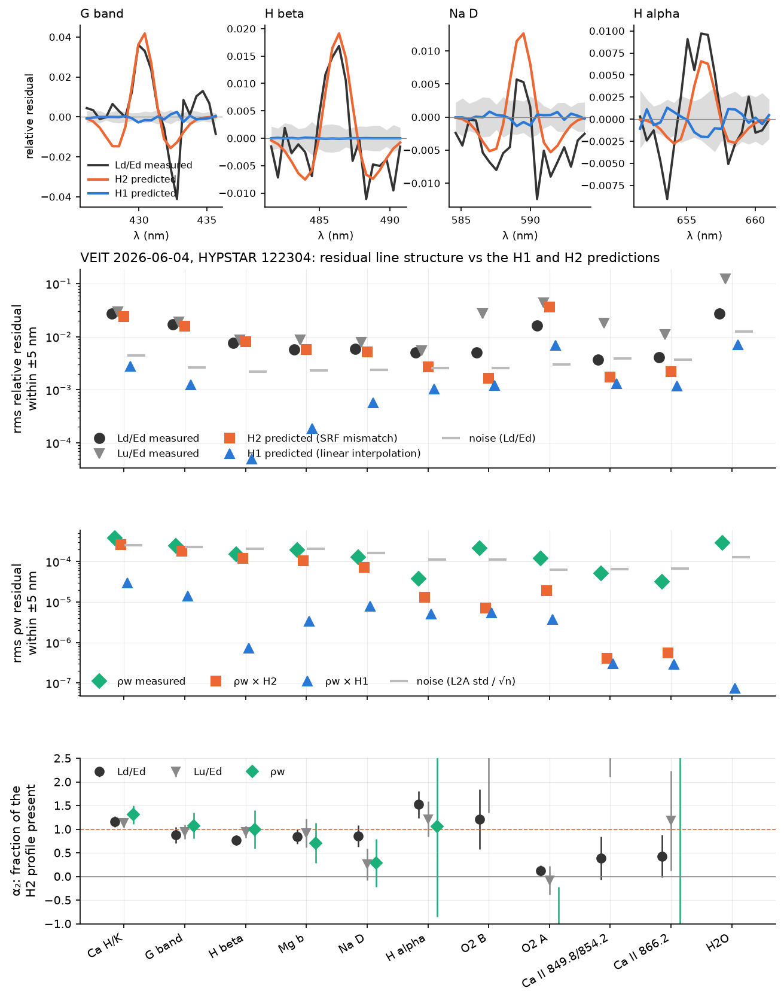 G band
H beta
Na D
H alpha
relative residual
0.04
0.02
0.00
−0.02
−0.04
Ld/Ed measured
H2 predicted
H1 predicted
430
435
λ (nm)
0.020
0.015
0.010
0.005
0.000
−0.005
−0.010
485
490
λ (nm)
0.010
0.005
0.000
−0.005
−0.010
585
590
λ (nm)
0.0100
0.0075
0.0050
0.0025
0.0000
−0.0025
−0.0050
−0.0075
655
660
λ (nm)
VEIT 2026-06-04, HYPSTAR 122304: residual line structure vs the H1 and H2 predictions
rms relative residual
within ±5 nm
10⁻¹
10⁻²
10⁻³
10⁻⁴
Ld/Ed measured
Lu/Ed measured
H2 predicted (SRF mismatch)
H1 predicted (linear interpolation)
noise (Ld/Ed)
rms ρw residual
within ±5 nm
10⁻⁴
10⁻⁵
10⁻⁶
10⁻⁷
ρw measured
ρw × H2
ρw × H1
noise (L2A std / √n)
α₂: fraction of the
H2 profile present
2.5
2.0
1.5
1.0
0.5
0.0
−0.5
−1.0
Ld/Ed
Lu/Ed
ρw
Ca H/K
G band
H beta
Mg b
Na D
H alpha
O2 B
O2 A
Ca II 849.8/854.2
Ca II 866.2
H2O